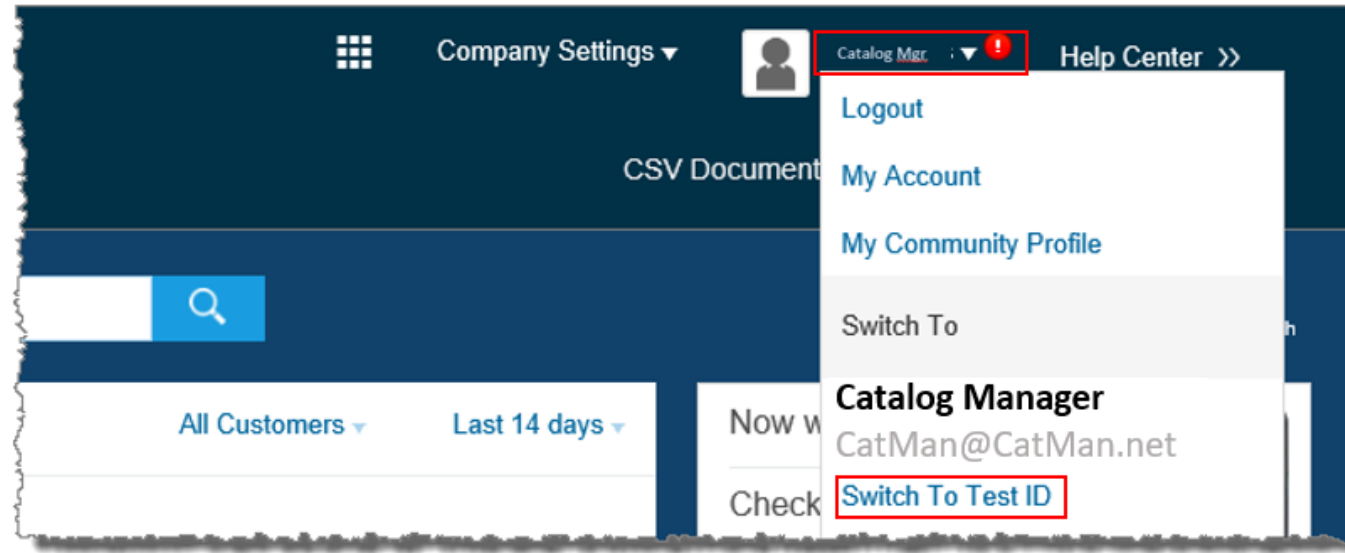 Company Settings
Catalog Mgr.
Help Center >>
Logout
CSV Document
My Account
My Community Profile
Switch To
Catalog Manager
All Customers
Last 14 days
Now w
CatMan@CatMan.net
Check
Switch To Test ID